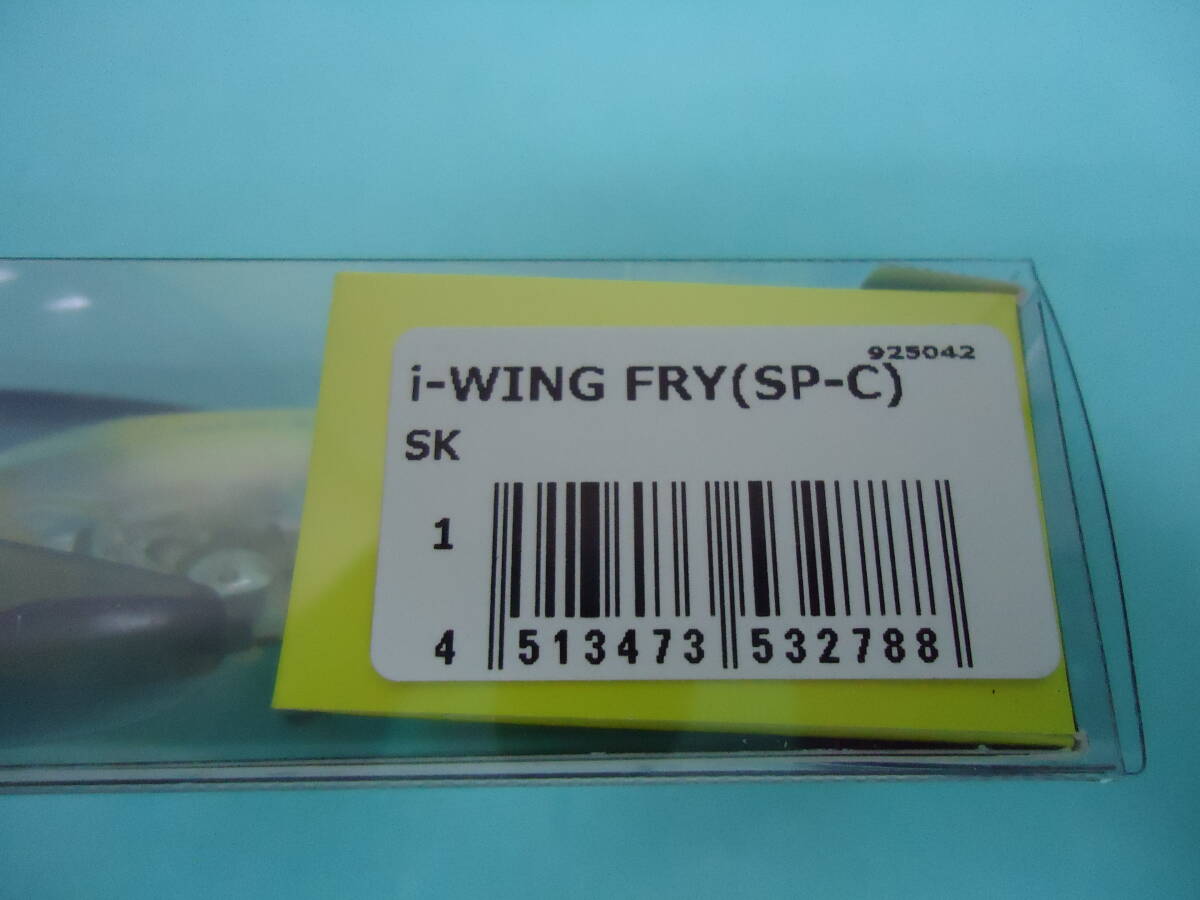 925042
i-WING FRY(SP-C)
SK
1
4 513473 532788